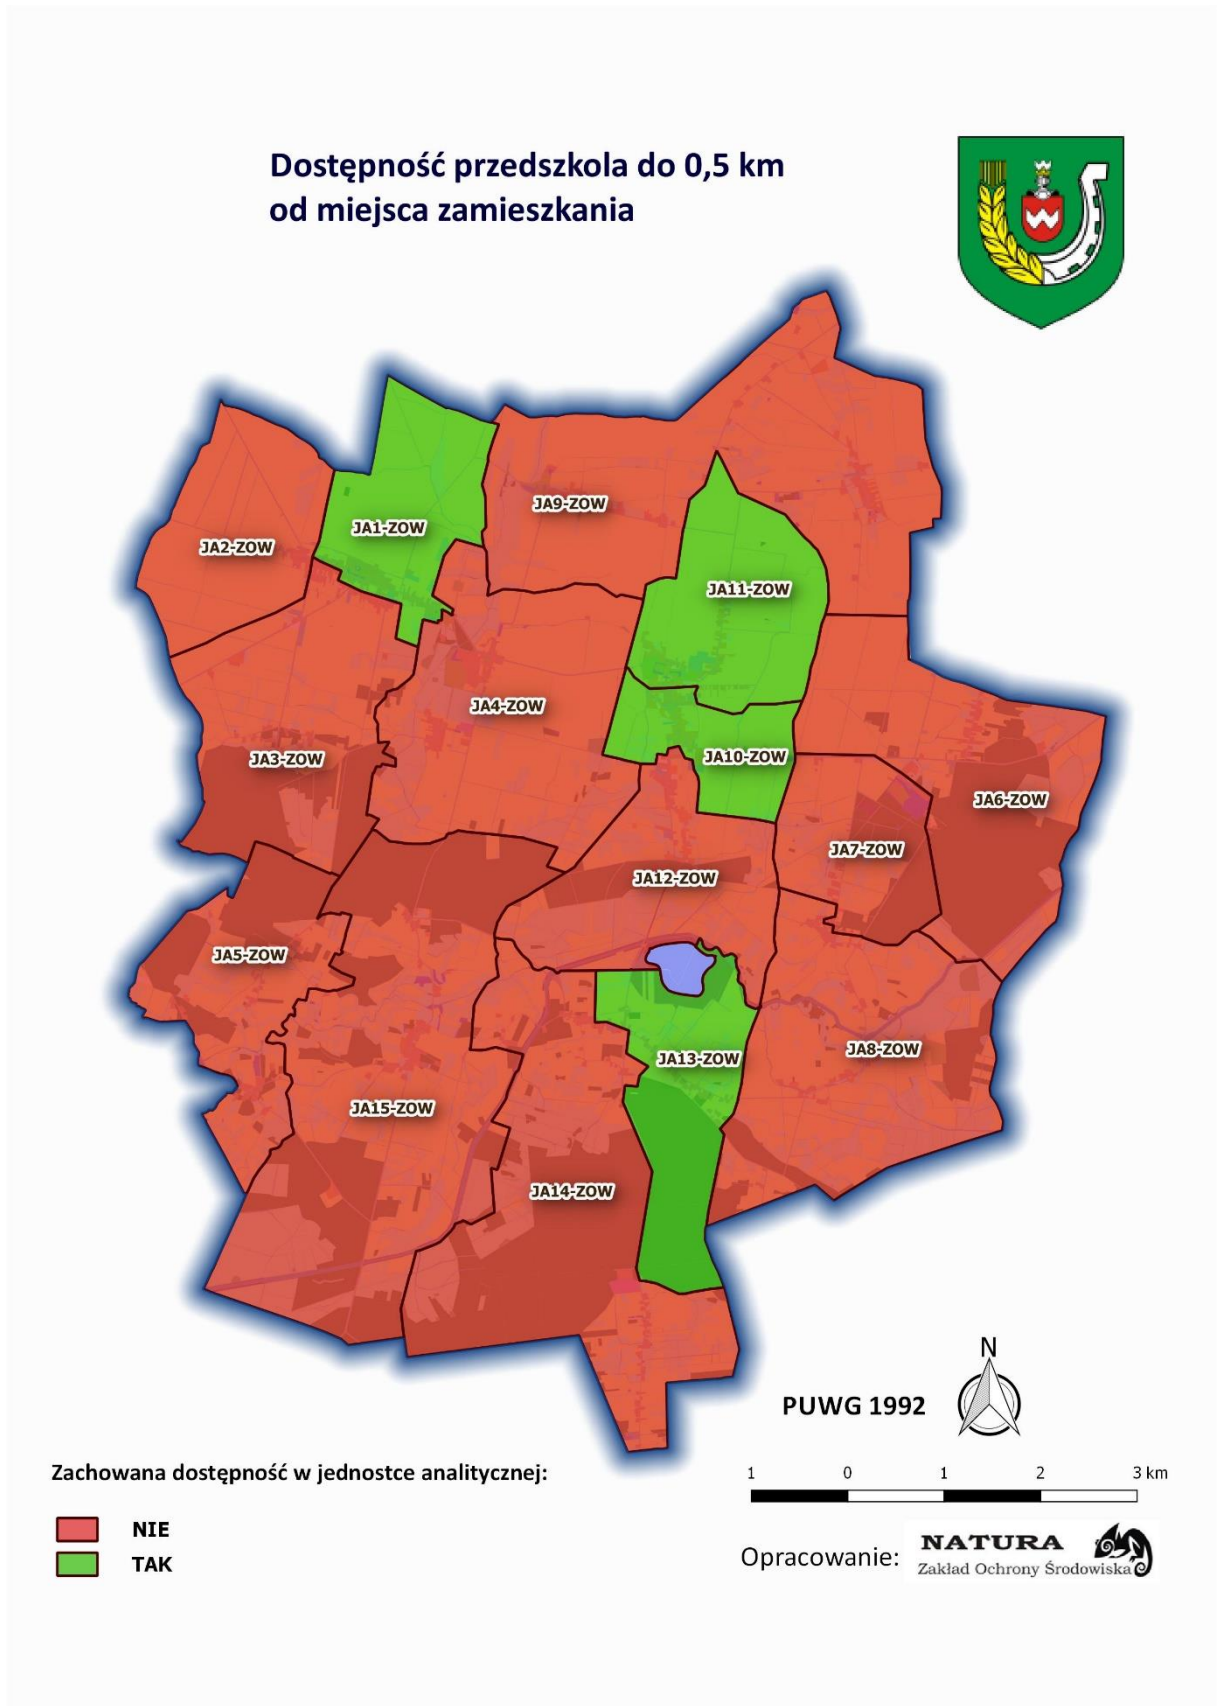 Dostępność przedszkola do 0,5 km
od miejsca zamieszkania
JA1-ZOW
JA9-ZOW
JA2-ZOW
JA11-ZOW
JA4-ZOW
JA3-ZOW
JA10-ZOW
JA6-ZOW
JA7-ZOW
JA12-ZOW
JA5-ZOW
JA13-ZOW
JA8-ZOW
JA15-ZOW
JA14-ZOW
N
PUWG 1992
Zachowana dostępność w jednostce analitycznej:
NIE
TAK
1 0 1 2 3 km
Opracowanie:
NATURA
Zakład Ochrony Środowiska